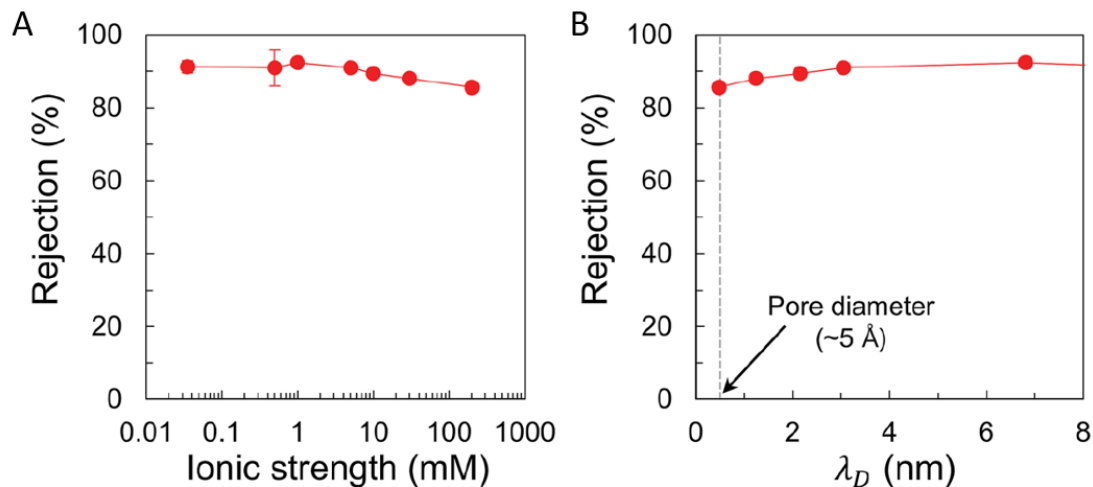 A
Rejection (%)
100
80
60
40
20
0
0.01
0.1
1
10
100
1000
Ionic strength (mM)
B
Rejection (%)
100
80
60
40
20
0
Pore diameter
(~5 Å)
0
2
4
6
8
λ_D (nm)